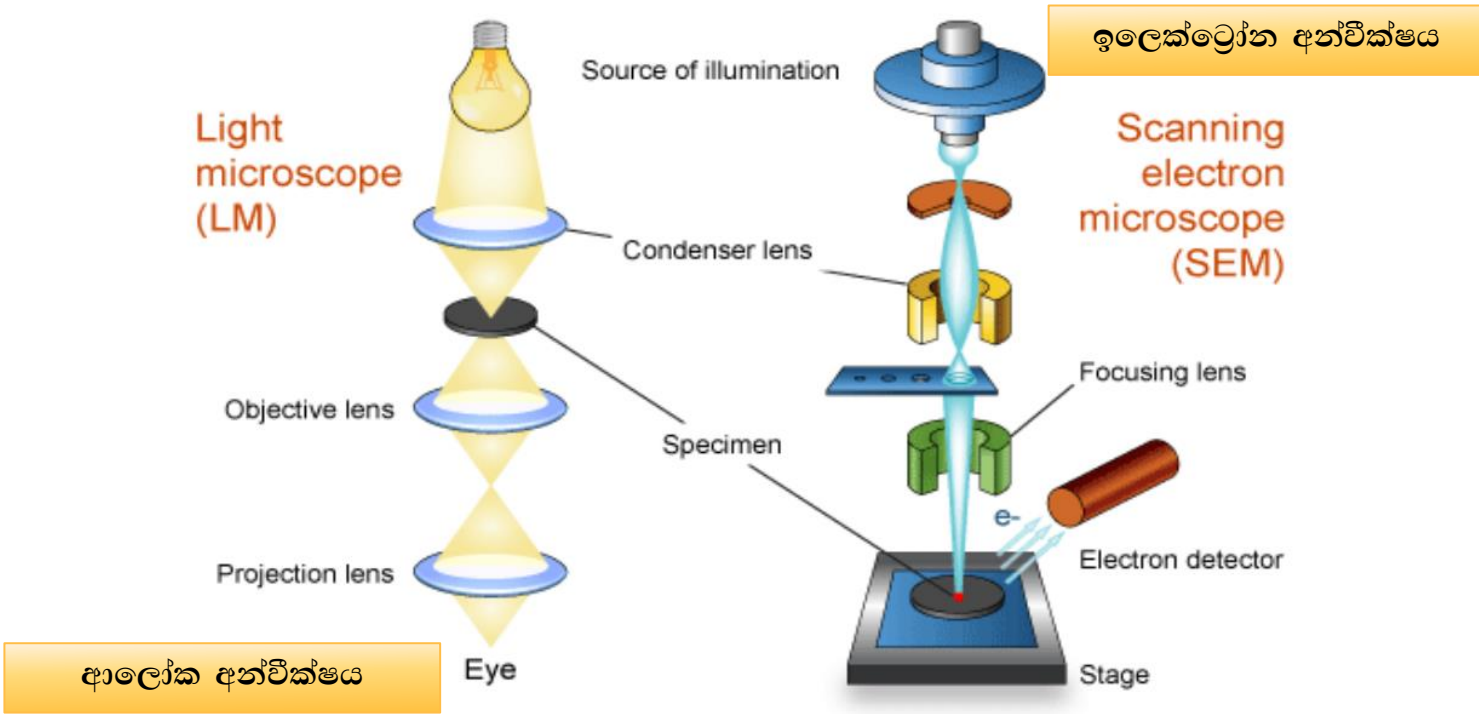 ඉලෙක්ට්‍රෝන අන්වීක්ෂය
Source of illumination
Light
microscope
(LM)
Scanning
electron
microscope
(SEM)
Condenser lens
Focusing lens
Objective lens
Specimen
e-
Electron detector
Projection lens
Eye
Stage
ආලෝක අන්වීක්ෂය